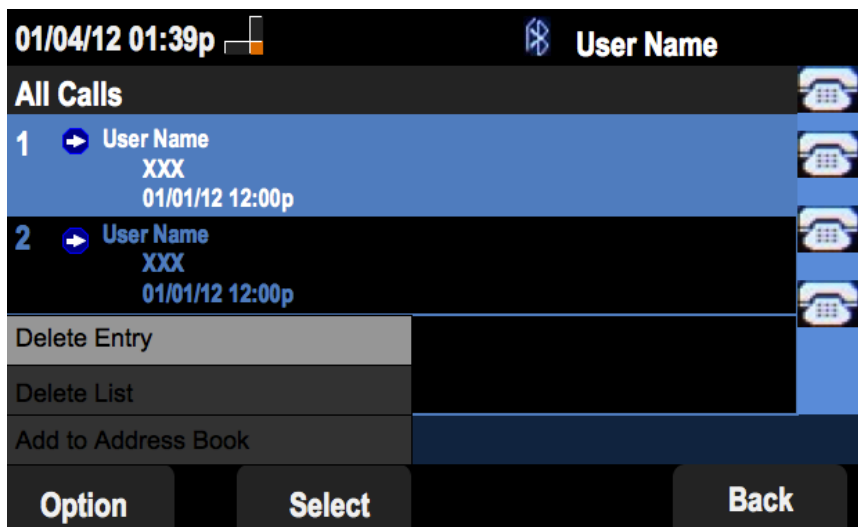 01/04/12 01:39p
User Name
All Calls
1 User Name
XXX
01/01/12 12:00p
2 User Name
XXX
01/01/12 12:00p
Delete Entry
Delete List
Add to Address Book
Option Select Back